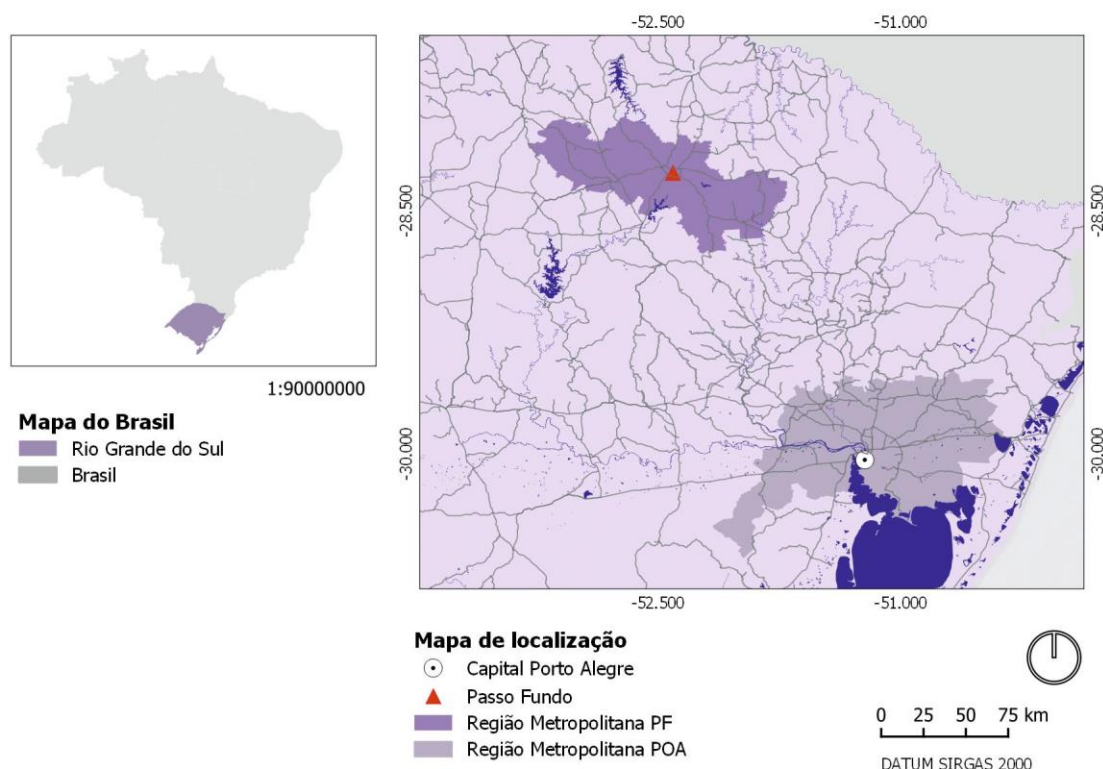 -52.500
-51.000
-28.500
-28.500
-30.000
-30.000
-52.500
-51.000
1:90000000
Mapa do Brasil
Rio Grande do Sul
Brasil
Mapa de localização
Capital Porto Alegre
Passo Fundo
Região Metropolitana PF
Região Metropolitana POA
0 25 50 75 km
DATUM SIRGAS 2000